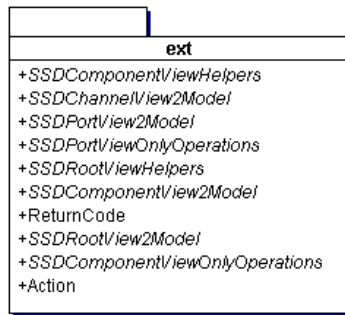 ext
+SSDComponentViewHelpers
+SSDChannelView2Model
+SSDPortView2Model
+SSDPortViewOnlyOperations
+SSDRootViewHelpers
+SSDComponentView2Model
+ReturnCode
+SSDRootView2Model
+SSDComponentViewOnlyOperations
+Action